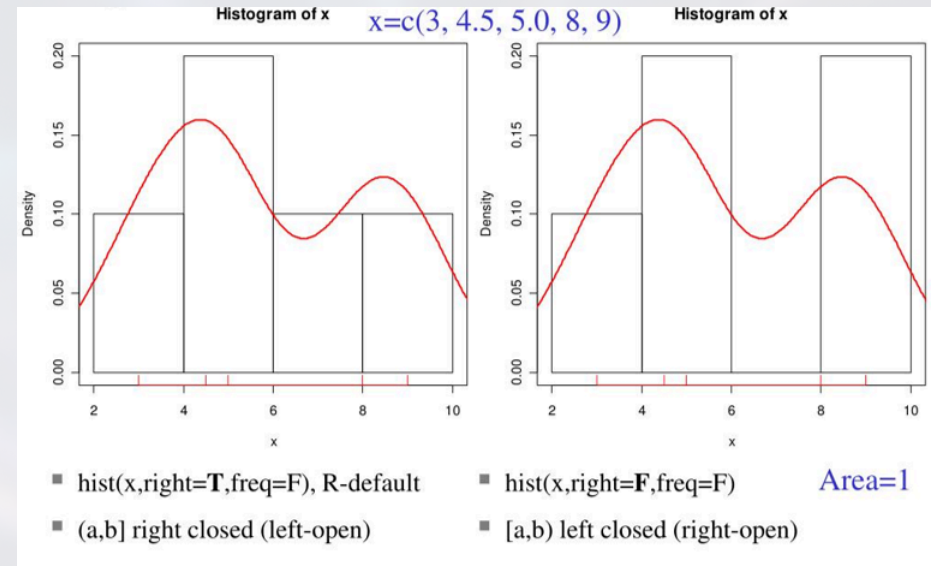 Histogram of x
x=c(3, 4.5, 5.0, 8, 9)
Histogram of x
Density
0.20
0.15
0.10
0.05
0.00
2 4 6 8 10
x
Density
0.20
0.15
0.10
0.05
0.00
2 4 6 8 10
x
hist(x,right=T,freq=F), R-default
(a,b] right closed (left-open)
hist(x,right=F,freq=F)
Area=1
[a,b) left closed (right-open)